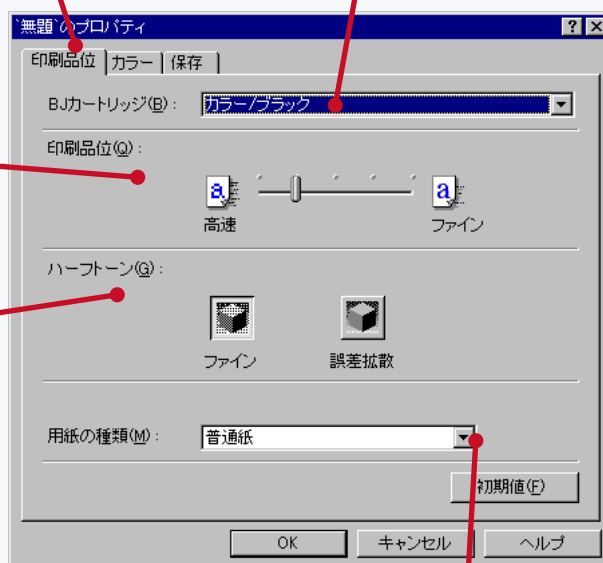 `無題`のプロパティ
印刷品位 カラー 保存
BJカートリッジ(B): カラー/ブラック
印刷品位(Q):
a a
高速 ファイン
ハーフトーン(G):
ファイン 誤差拡散
用紙の種類(M): 普通紙
初期値(F)
OK キャンセル ヘルプ